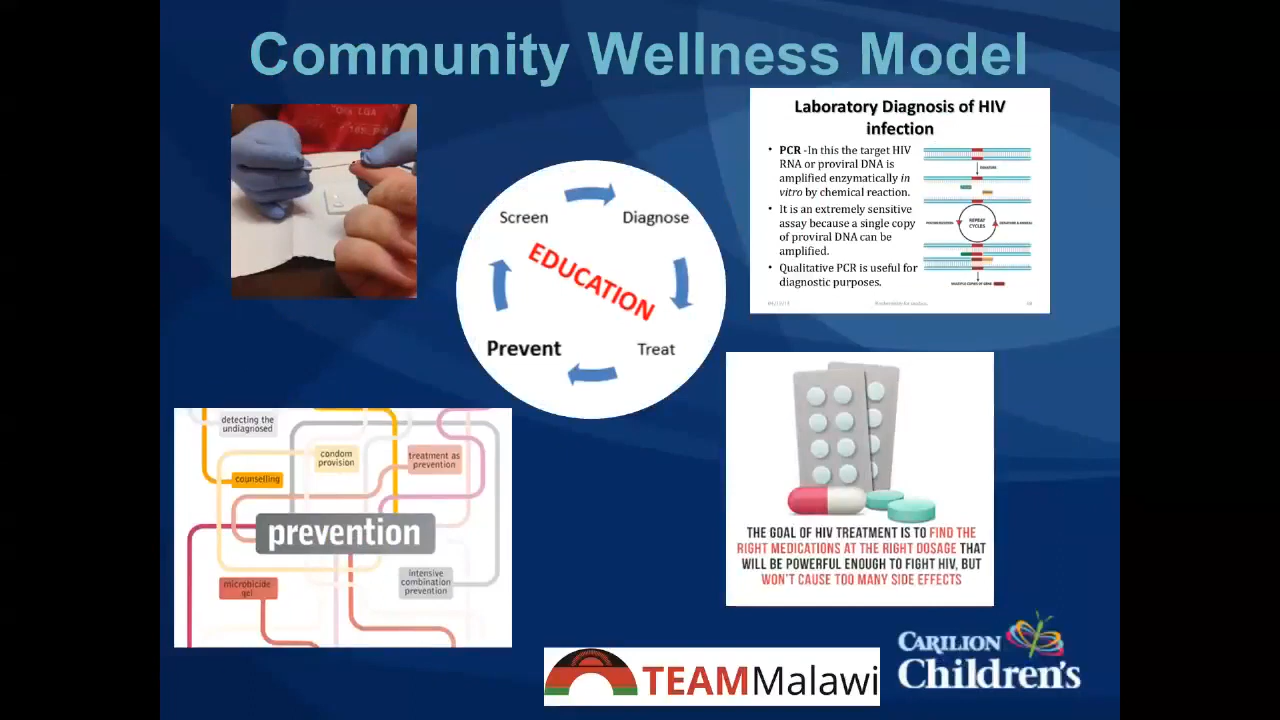 Community Wellness Model
Laboratory Diagnosis of HIV
infection
• PCR -In this the target HIV
RNA or proviral DNA is
amplified enzymatically in
vitro by chemical reaction.
• It is an extremely sensitive
assay because a single copy
of proviral DNA can be
amplified.
• Qualitative PCR is useful for
diagnostic purposes.
REPEAT
CYCLES
Screen
Diagnose
EDUCATION
Prevent
Treat
detecting the
undiagnosed
condom
provision
treatment as
prevention
counselling
prevention
microbicide
gel
intensive
combination
prevention
THE GOAL OF HIV TREATMENT IS TO FIND THE
RIGHT MEDICATIONS AT THE RIGHT DOSAGE THAT
WILL BE POWERFUL ENOUGH TO FIGHT HIV, BUT
WON'T CAUSE TOO MANY SIDE EFFECTS
TEAMMalawi
CARILION
Children's